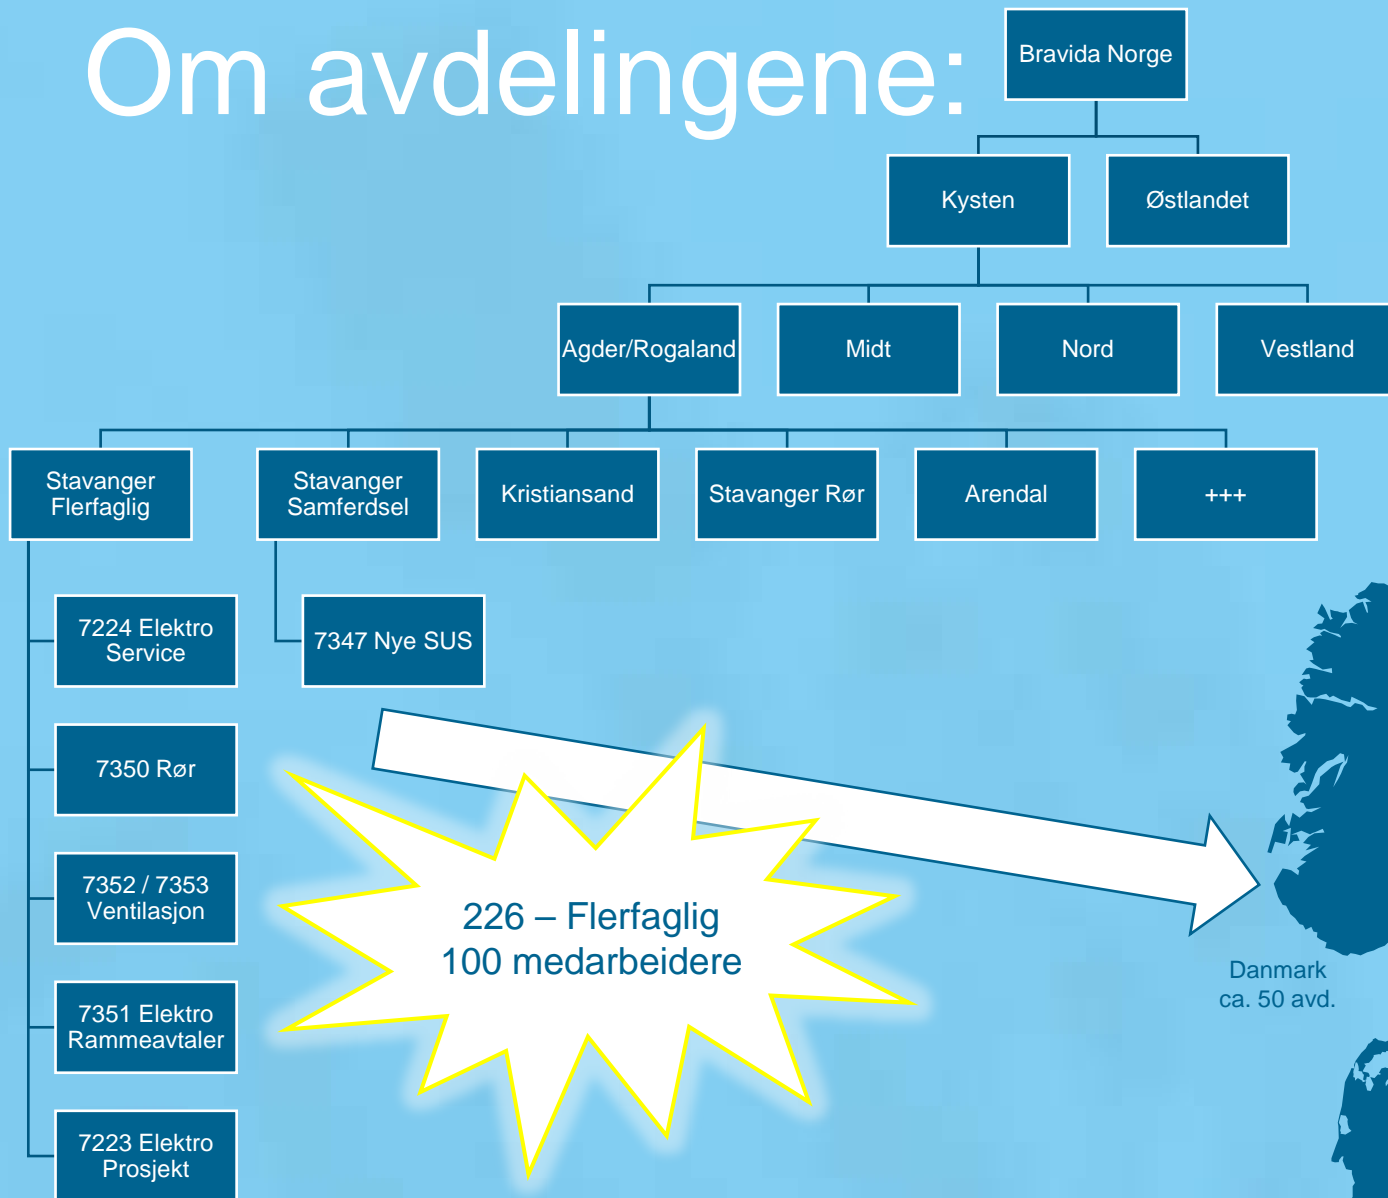 Om avdelingene:
Bravida Norge
Kysten
Østlandet
Agder/Rogaland
Midt
Nord
Vestland
Stavanger
Flerfaglig
Stavanger
Samferdsel
Kristiansand
Stavanger Rør
Arendal
+++
7224 Elektro
Service
7347 Nye SUS
7350 Rør
7352 / 7353
Ventilasjon
7351 Elektro
Rammeavtaler
7223 Elektro
Prosjekt
226 – Flerfaglig
100 medarbeidere
Danmark
ca. 50 avd.